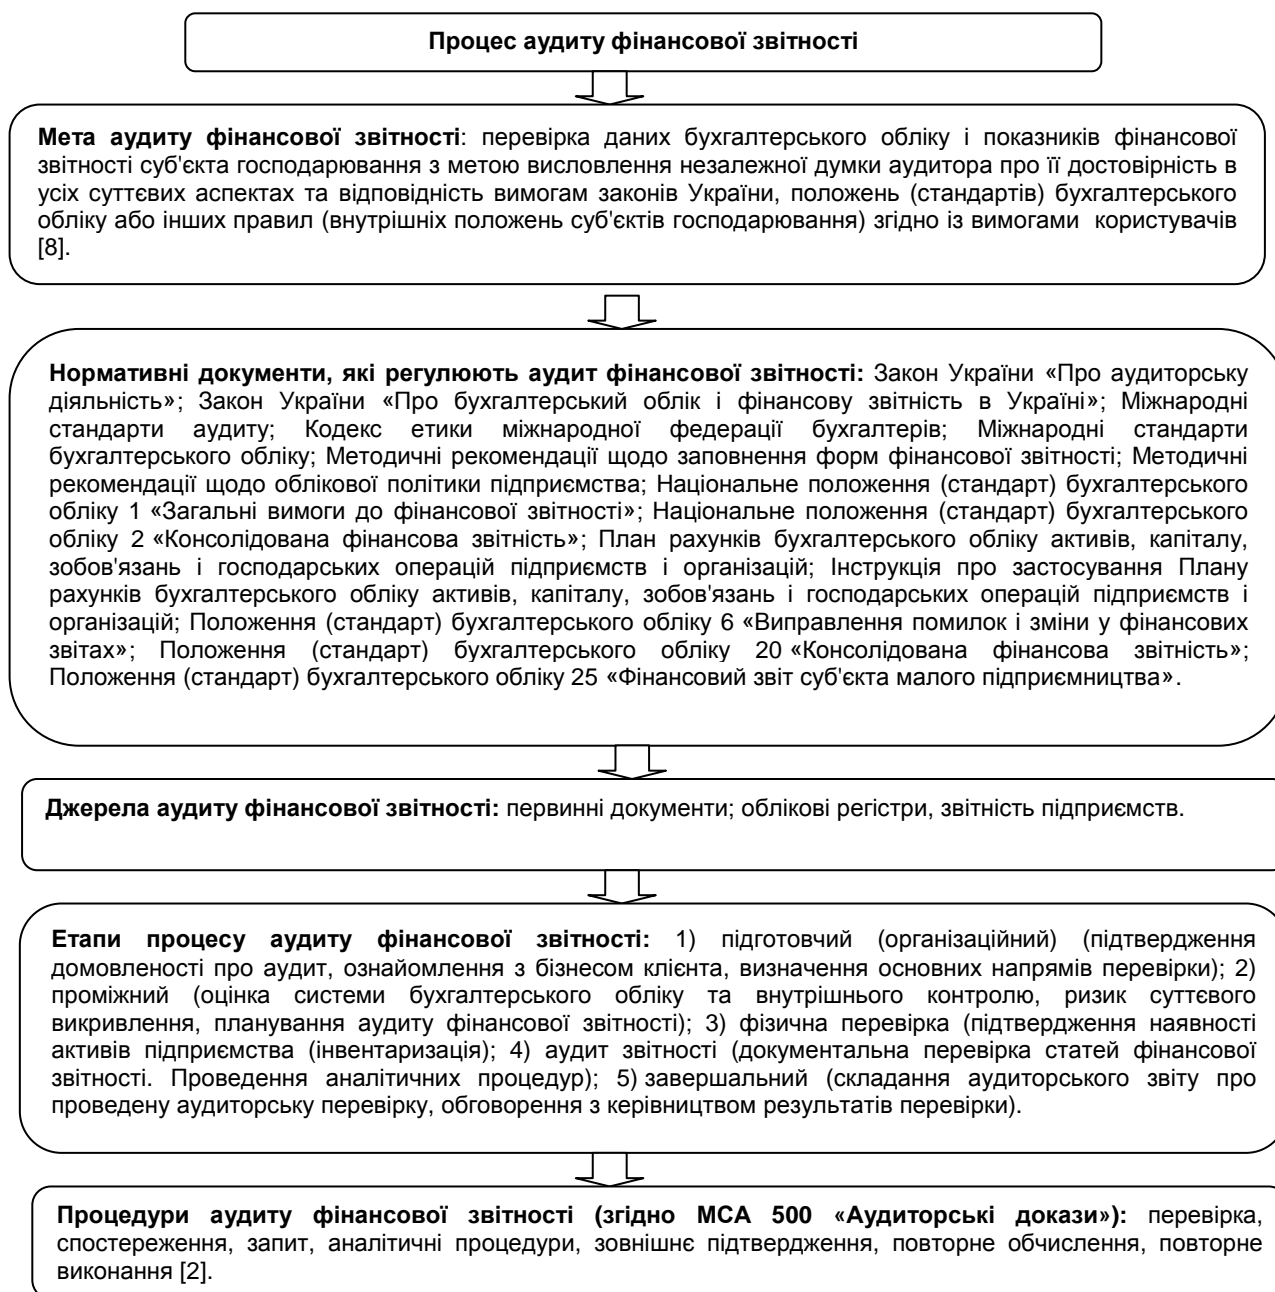 Процес аудиту фінансової звітності
Мета аудиту фінансової звітності: перевірка даних бухгалтерського обліку і показників фінансової
звітності суб'єкта господарювання з метою висловлення незалежної думки аудитора про її достовірність в
усіх суттєвих аспектах та відповідність вимогам законів України, положень (стандартів) бухгалтерського
обліку або інших правил (внутрішніх положень суб'єктів господарювання) згідно із вимогами користувачів
[8].
Нормативні документи, які регулюють аудит фінансової звітності: Закон України «Про аудиторську
діяльність»; Закон України «Про бухгалтерський облік і фінансову звітність в Україні»; Міжнародні
стандарти аудиту; Кодекс етики міжнародної федерації бухгалтерів; Міжнародні стандарти
бухгалтерського обліку; Методичні рекомендації щодо заповнення форм фінансової звітності; Методичні
рекомендації щодо облікової політики підприємства; Національне положення (стандарт) бухгалтерського
обліку 1 «Загальні вимоги до фінансової звітності»; Національне положення (стандарт) бухгалтерського
обліку 2 «Консолідована фінансова звітність»; План рахунків бухгалтерського обліку активів, капіталу,
зобов'язань і господарських операцій підприємств і організацій; Інструкція про застосування Плану
рахунків бухгалтерського обліку активів, капіталу, зобов'язань і господарських операцій підприємств і
організацій; Положення (стандарт) бухгалтерського обліку 6 «Виправлення помилок і зміни у фінансових
звітах»; Положення (стандарт) бухгалтерського обліку 20 «Консолідована фінансова звітність»;
Положення (стандарт) бухгалтерського обліку 25 «Фінансовий звіт суб'єкта малого підприємництва».
Джерела аудиту фінансової звітності: первинні документи; облікові регістри, звітність підприємств.
Етапи процесу аудиту фінансової звітності: 1) підготовчий (організаційний) (підтвердження
домовленості про аудит, ознайомлення з бізнесом клієнта, визначення основних напрямів перевірки); 2)
проміжний (оцінка системи бухгалтерського обліку та внутрішнього контролю, ризик суттєвого
викривлення, планування аудиту фінансової звітності); 3) фізична перевірка (підтвердження наявності
активів підприємства (інвентаризація); 4) аудит звітності (документальна перевірка статей фінансової
звітності. Проведення аналітичних процедур); 5) завершальний (складання аудиторського звіту про
проведену аудиторську перевірку, обговорення з керівництвом результатів перевірки).
Процедури аудиту фінансової звітності (згідно МСА 500 «Аудиторські докази»): перевірка,
спостереження, запит, аналітичні процедури, зовнішнє підтвердження, повторне обчислення, повторне
виконання [2].